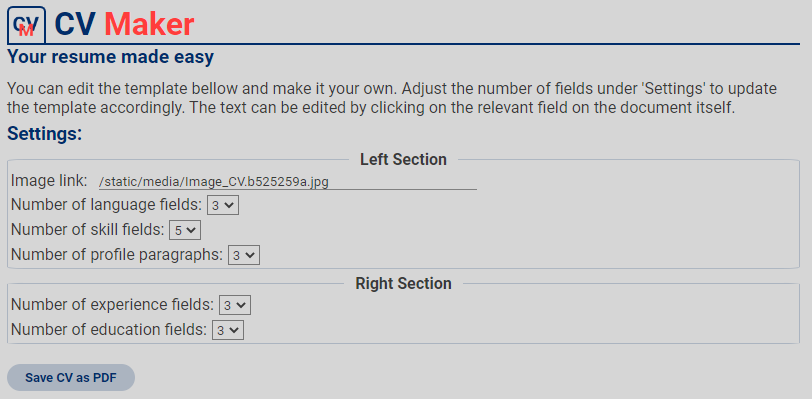 CV
M
CV Maker
Your resume made easy
You can edit the template bellow and make it your own. Adjust the number of fields under 'Settings' to update
the template accordingly. The text can be edited by clicking on the relevant field on the document itself.
Settings:
Left Section
Image link: /static/media/Image_CV.b525259a.jpg
Number of language fields: 3
Number of skill fields: 5
Number of profile paragraphs: 3
Right Section
Number of experience fields: 3
Number of education fields: 3
Save CV as PDF